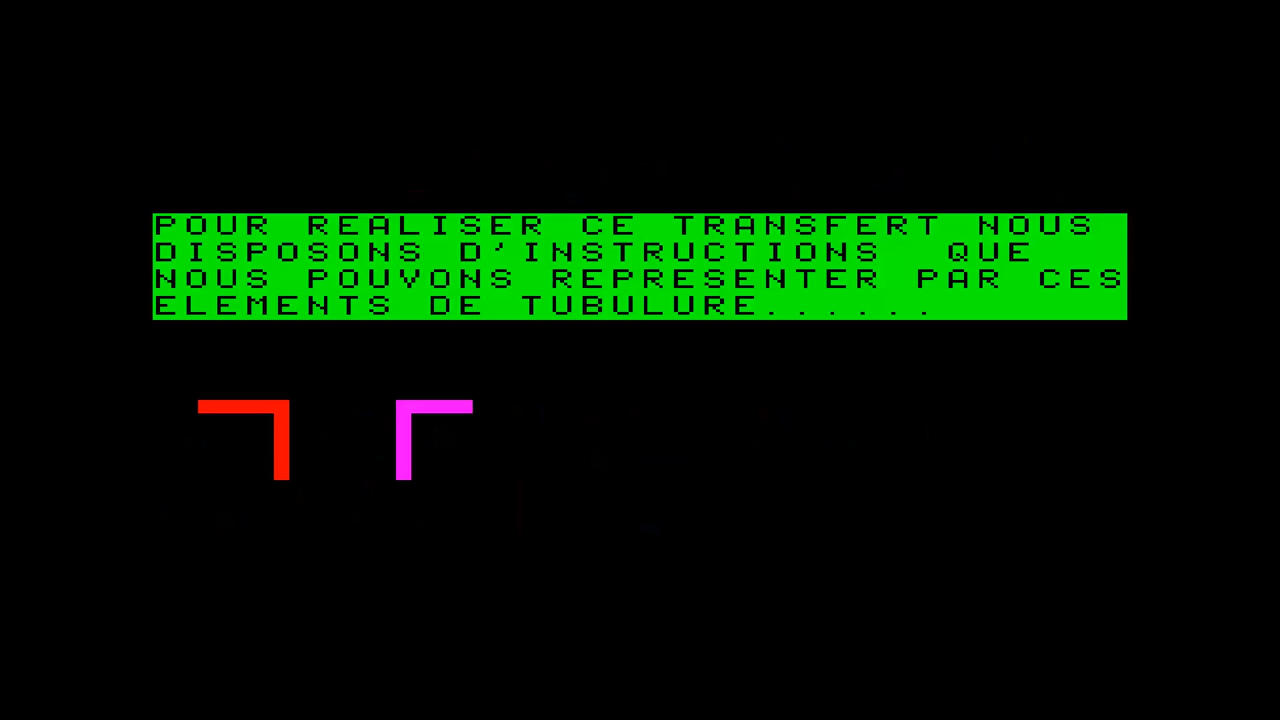 POUR REALISER CE TRANSFERT NOUS
DISPOSONS D'INSTRUCTIONS QUE
NOUS POUVONS REPRESENTER PAR CES
ELEMENTS DE TUBULURE......